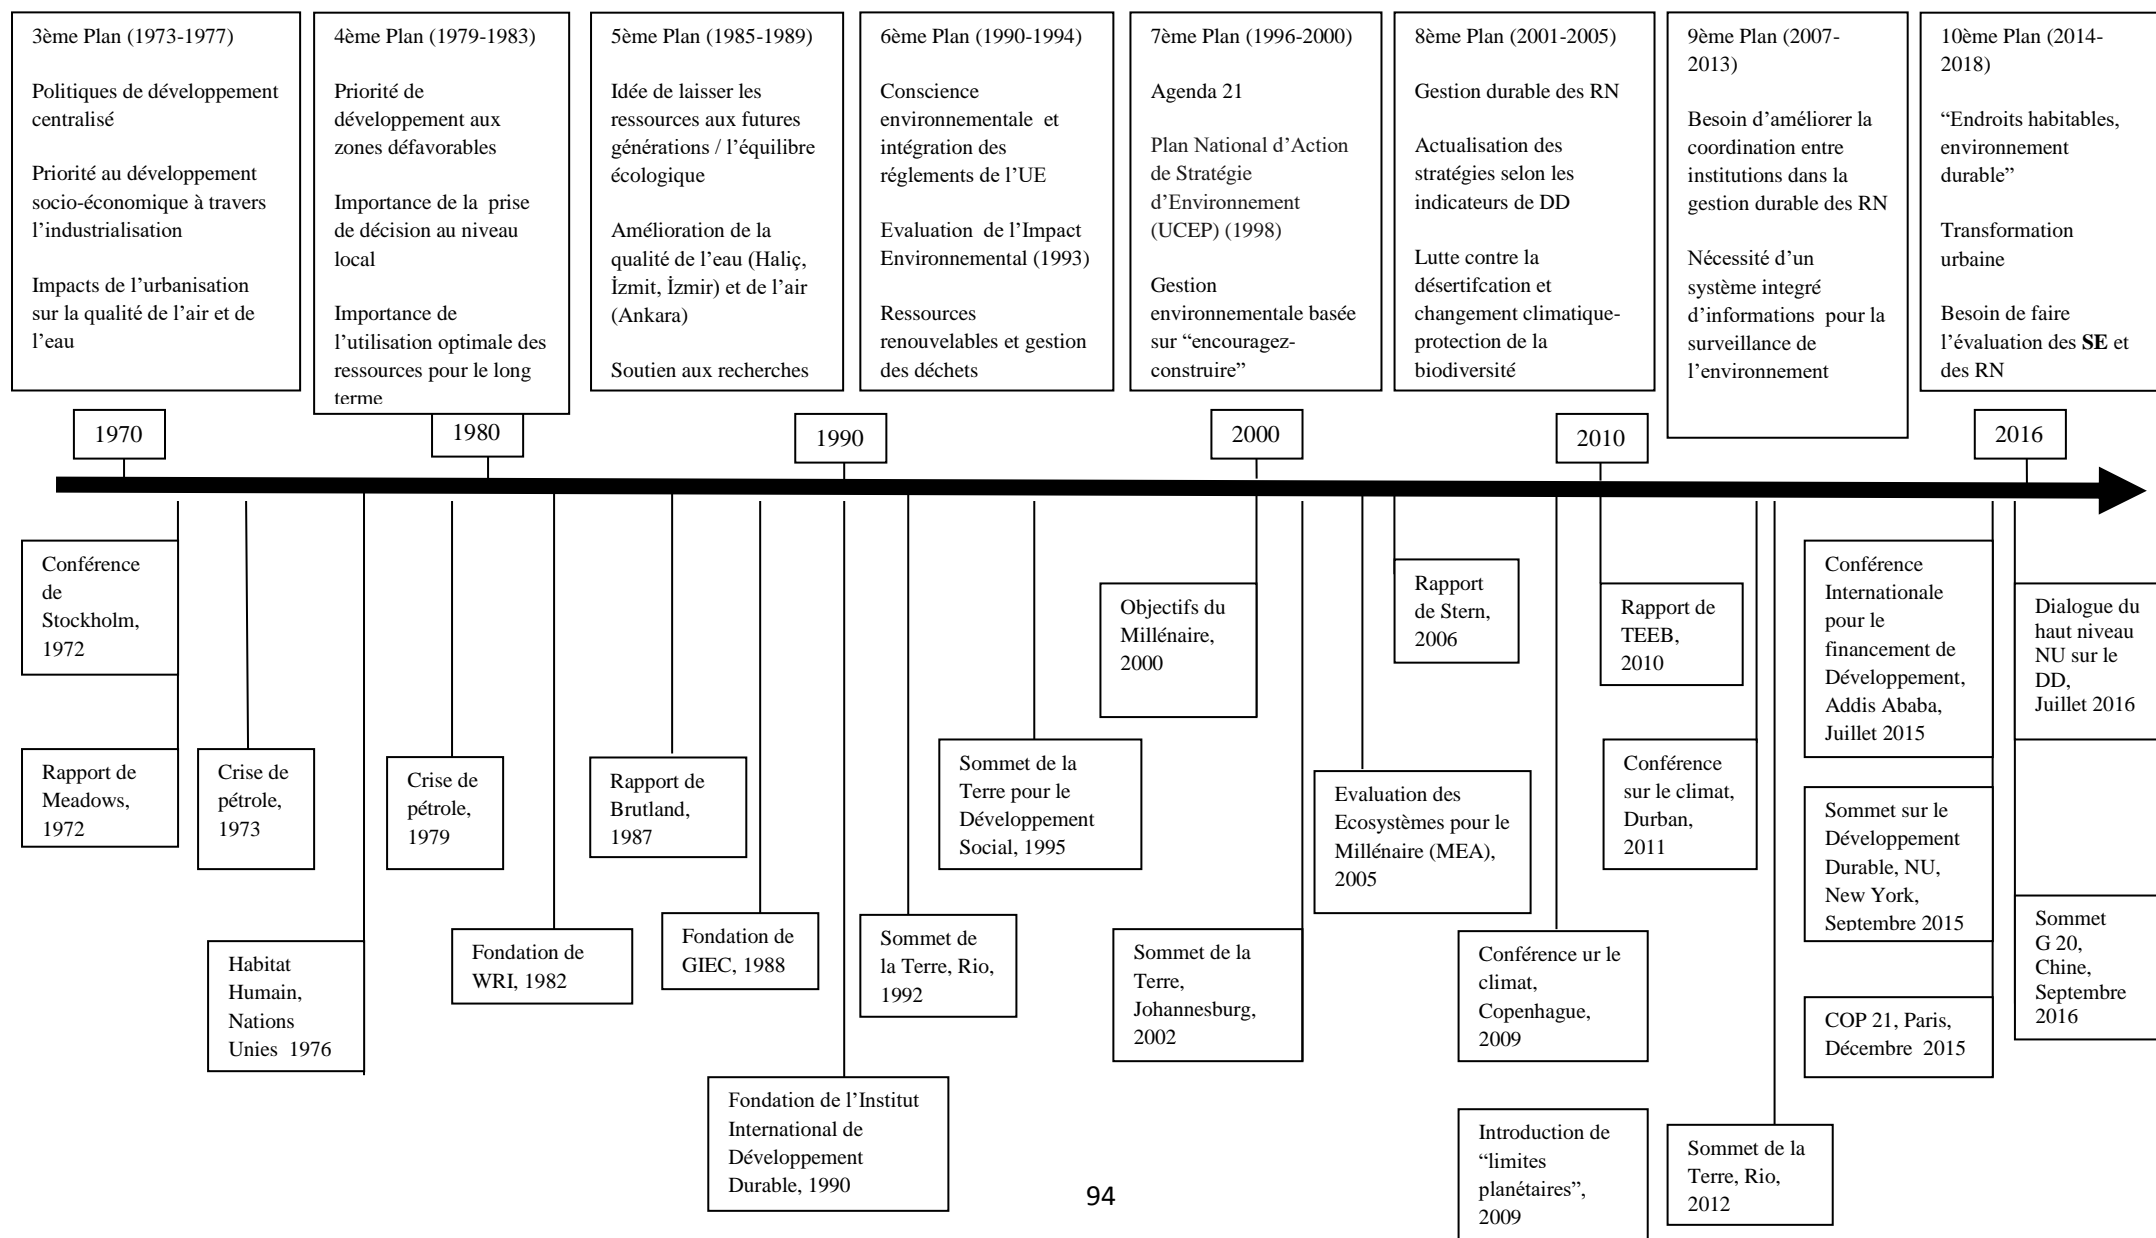 3ème Plan (1973-1977)
Politiques de développement
centralisé
Priorité au développement
socio-économique à travers
l’industrialisation
Impacts de l’urbanisation
sur la qualité de l’air et de
l’eau
4ème Plan (1979-1983)
Priorité de
développement aux
zones défavorables
Importance de la prise
de décision au niveau
local
Importance de
l’utilisation optimale des
ressources pour le long
terme
5ème Plan (1985-1989)
Idée de laisser les
ressources aux futures
générations / l’équilibre
écologique
Amélioration de la
qualité de l’eau (Haliç,
İzmit, İzmir) et de l’air
(Ankara)
Soutien aux recherches
6ème Plan (1990-1994)
Conscience
environnementale et
intégration des
réglements de l’UE
Evaluation de l’Impact
Environnemental (1993)
Ressources
renouvelables et gestion
des déchets
7ème Plan (1996-2000)
Agenda 21
Plan National d’Action
de Stratégie
d’Environnement
(UCEP) (1998)
Gestion
environnementale basée
sur “encouragez-
construire”
8ème Plan (2001-2005)
Gestion durable des RN
Actualisation des
stratégies selon les
indicateurs de DD
Lutte contre la
désertifcation et
changement climatique-
protection de la
biodiversité
9ème Plan (2007-
2013)
Besoin d’améliorer la
coordination entre
institutions dans la
gestion durable des RN
Nécessité d’un
système integré
d’informations pour la
surveillance de
l’environnement
10ème Plan (2014-
2018)
“Endroits habitables,
environnement
durable”
Transformation
urbaine
Besoin de faire
l’évaluation des SE et
des RN
1970
1980
1990
2000
2010
2016
Conférence
de
Stockholm,
1972
Rapport de
Meadows,
1972
Crise de
pétrole,
1973
Habitat
Humain,
Nations
Unies 1976
Crise de
pétrole,
1979
Fondation de
WRI, 1982
Rapport de
Brutland,
1987
Fondation de
GIEC, 1988
Fondation de l’Institut
International de
Développement
Durable, 1990
Sommet de
la Terre, Rio,
1992
Sommet de la
Terre pour le
Développement
Social, 1995
Objectifs du
Millénaire,
2000
Sommet de la
Terre,
Johannesburg,
2002
Evaluation des
Ecosystèmes pour le
Millénaire (MEA),
2005
Rapport
de Stern,
2006
Conférence ur le
climat,
Copenhague,
2009
Introduction de
“limites
planétaires”,
2009
Rapport de
TEEB,
2010
Conférence
sur le climat,
Durban,
2011
Sommet de la
Terre, Rio,
2012
Conférence
Internationale
pour le
financement de
Développement,
Addis Ababa,
Juillet 2015
Sommet sur le
Développement
Durable, NU,
New York,
Septembre 2015
COP 21, Paris,
Décembre 2015
Dialogue du
haut niveau
NU sur le
DD,
Juillet 2016
Sommet
G 20,
Chine,
Septembre
2016
94